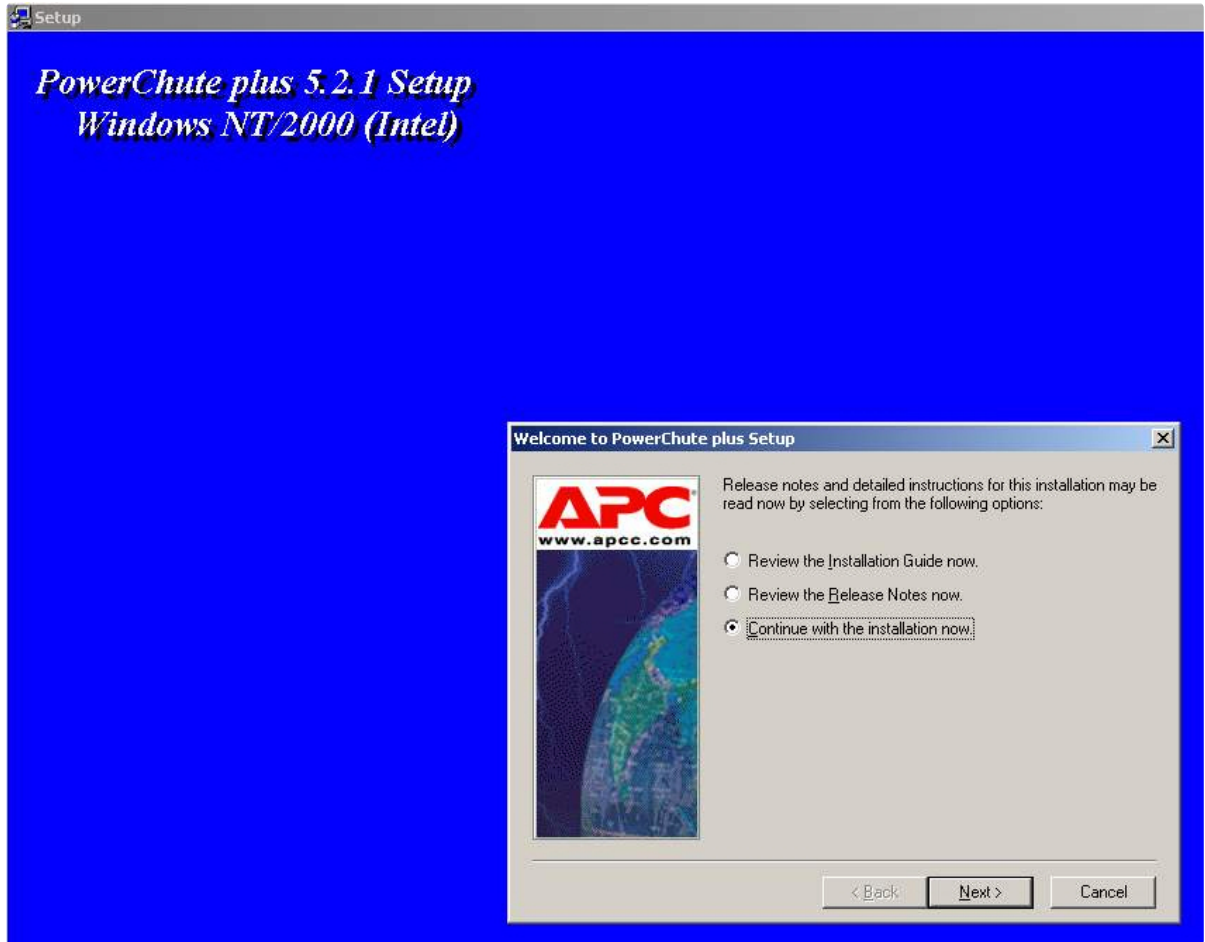 Setup
PowerChute plus 5.2.1 Setup
Windows NT/2000 (Intel)
Welcome to PowerChute plus Setup
APC
www.apcc.com
Release notes and detailed instructions for this installation may be
read now by selecting from the following options:
Review the Installation Guide now.
Review the Release Notes now.
Continue with the installation now.
< Back
Next >
Cancel